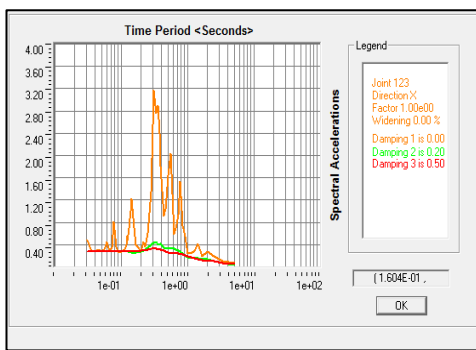 Time Period <Seconds>
4.00
3.60
3.20
2.80
2.40
2.00
1.60
1.20
0.80
0.40
1e-01
1e+00
1e+01
1e+02
Spectral Accelerations
Legend
Joint 123
Direction X
Factor 1.00e00
Widening 0.00 %
Damping 1 is 0.00
Damping 2 is 0.20
Damping 3 is 0.50
( 1.604E-01 ,
OK